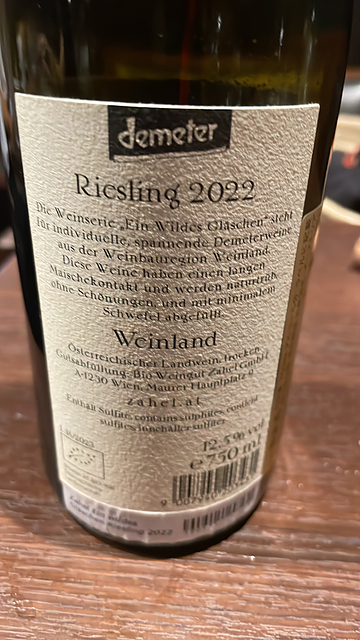 demeter
Riesling 2022
Die Weinserie „Ein Wildes Gläschen" steht
für individuelle, spannende Demeterweine
aus der Weinbauregion Weinland.
Diese Weine haben einen langen
Maischekontakt und werden naturtrüb,
ohne Schönungen, und mit minimalem
Schwefel abgefüllt.
Weinland
Österreichischer Landwein, trocken
Gutsabfüllung, Bio-Weingut Zahel GmbH
A-1230 Wien, Maurer Hauptplatz 9
zahel.at
Enthält Sulfite, contains sulphites, contient
sulfites, innehåller sulfiter
12,5% vol
e 750 ml
9
2022